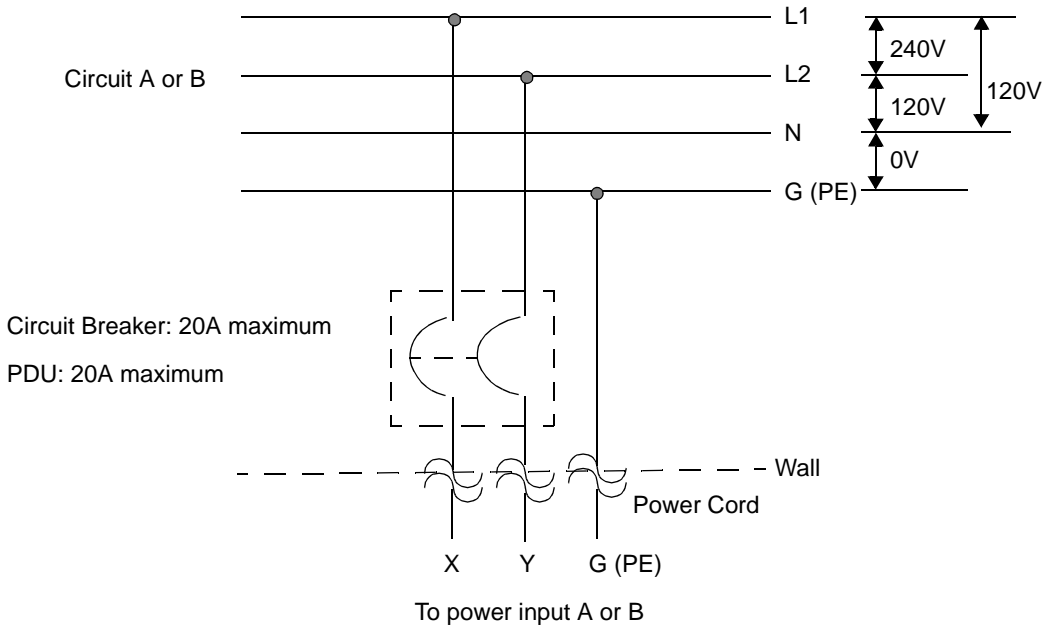 L1
240V
Circuit A or B
L2
120V
120V
N
0V
G (PE)
Circuit Breaker: 20A maximum
PDU: 20A maximum
Wall
Power Cord
X
Y
G (PE)
To power input A or B